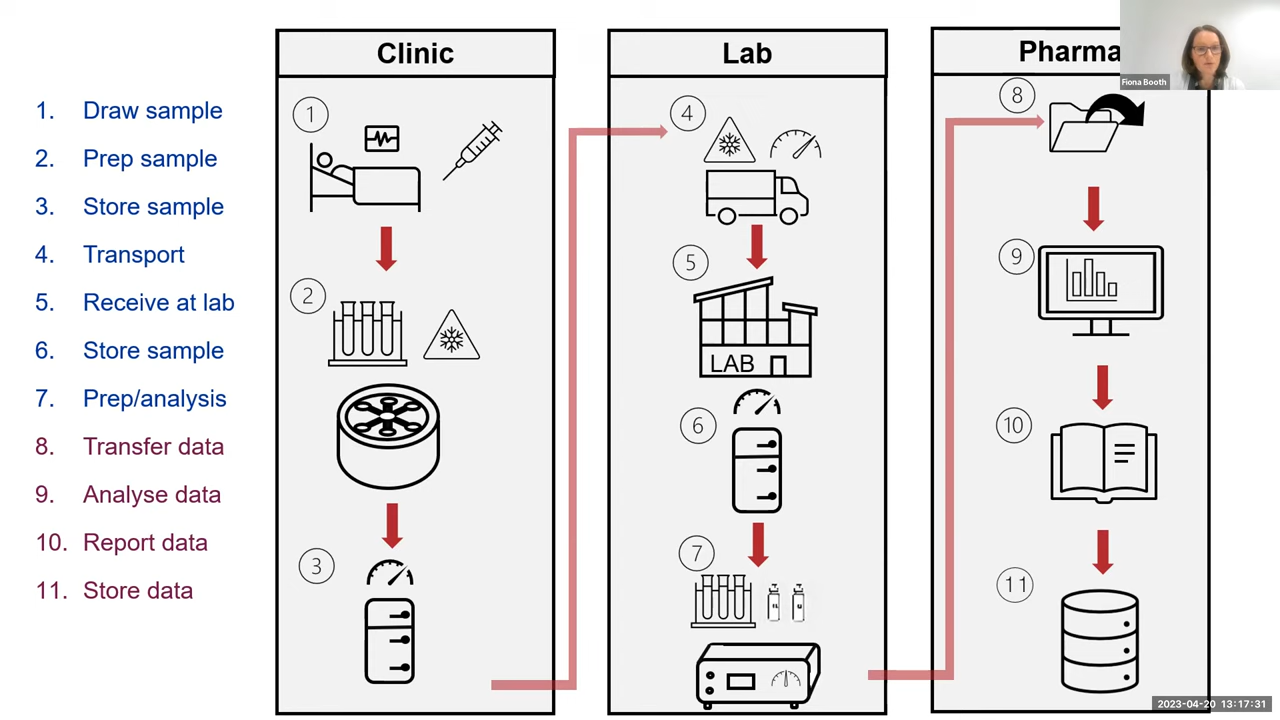 Clinic
Lab
Pharma
Fiona Booth
1. Draw sample
2. Prep sample
3. Store sample
4. Transport
5. Receive at lab
6. Store sample
7. Prep/analysis
8. Transfer data
9. Analyse data
10. Report data
11. Store data
1
2
3
4
5
LAB
6
7
8
9
10
11
2023-04-20 13:17:31